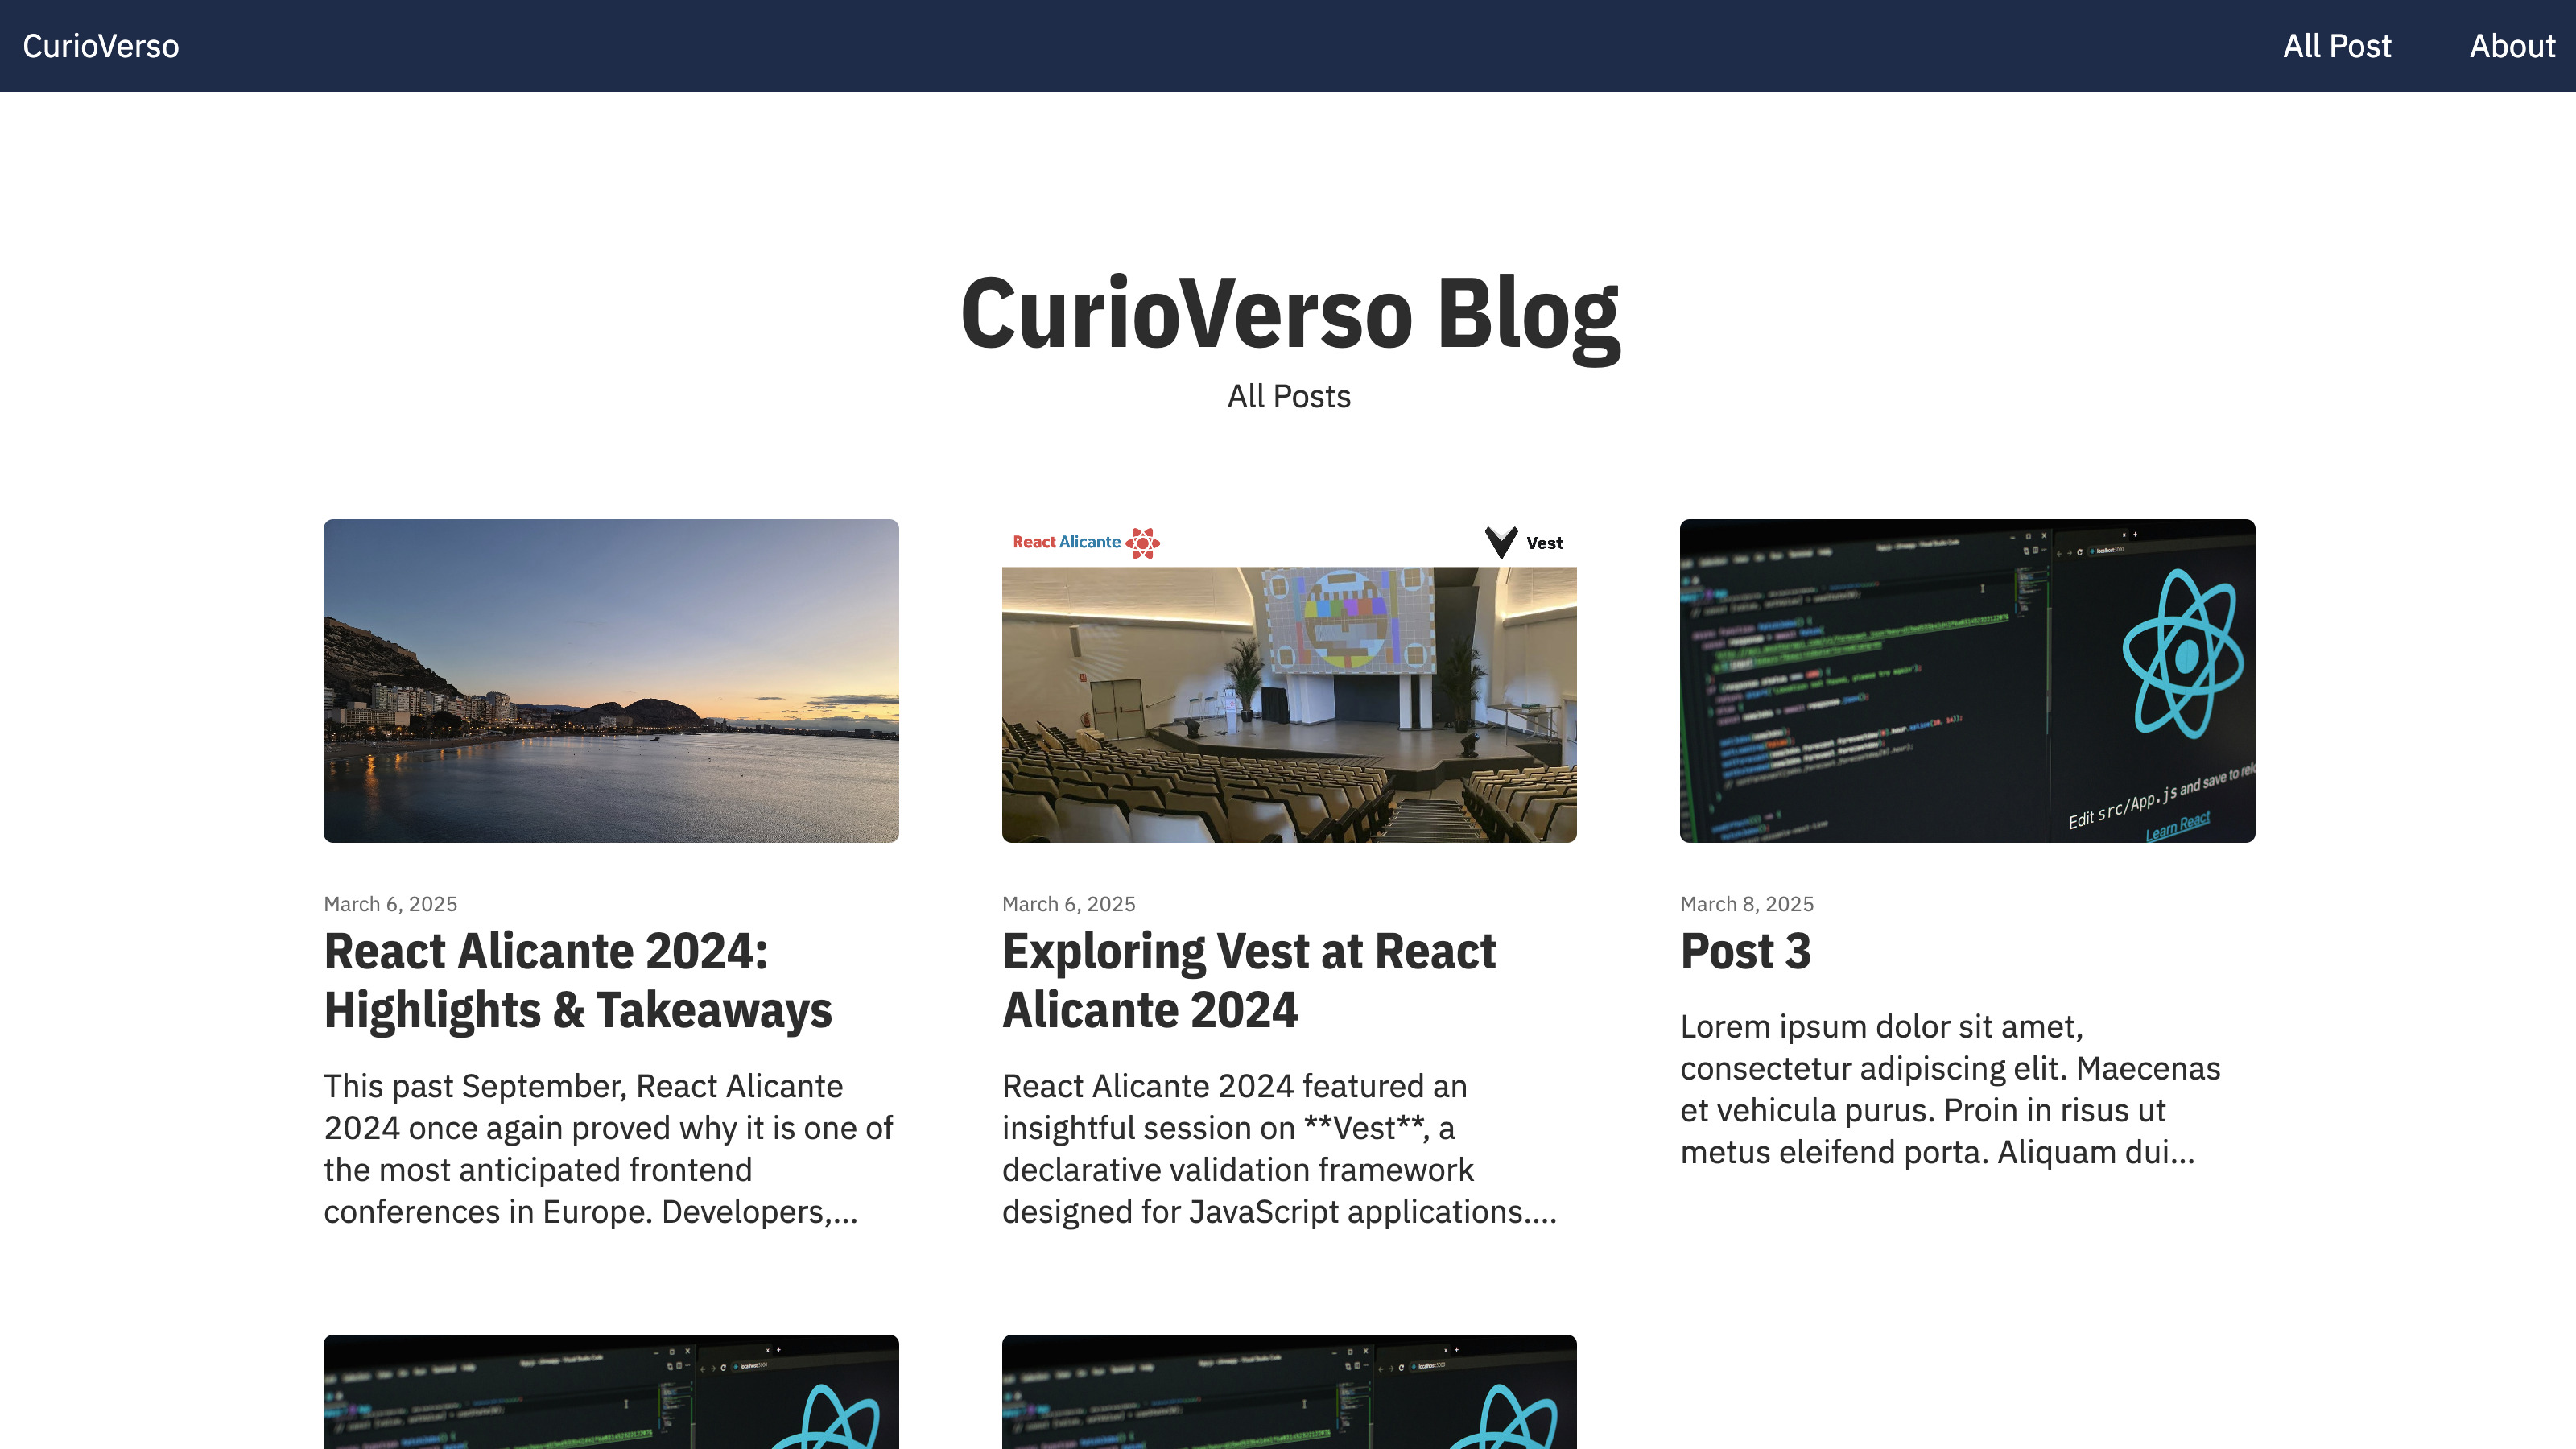 CurioVerso
All Post
About
CurioVerso Blog
All Posts
React Alicante
Vest
localhost:3000
Edit src/App.js and save to
Learn React
March 6, 2025
React Alicante 2024:
Highlights & Takeaways
This past September, React Alicante
2024 once again proved why it is one of
the most anticipated frontend
conferences in Europe. Developers,...
March 6, 2025
Exploring Vest at React
Alicante 2024
React Alicante 2024 featured an
insightful session on **Vest**, a
declarative validation framework
designed for JavaScript applications....
March 8, 2025
Post 3
Lorem ipsum dolor sit amet,
consectetur adipiscing elit. Maecenas
et vehicula purus. Proin in risus ut
metus eleifend porta. Aliquam dui...